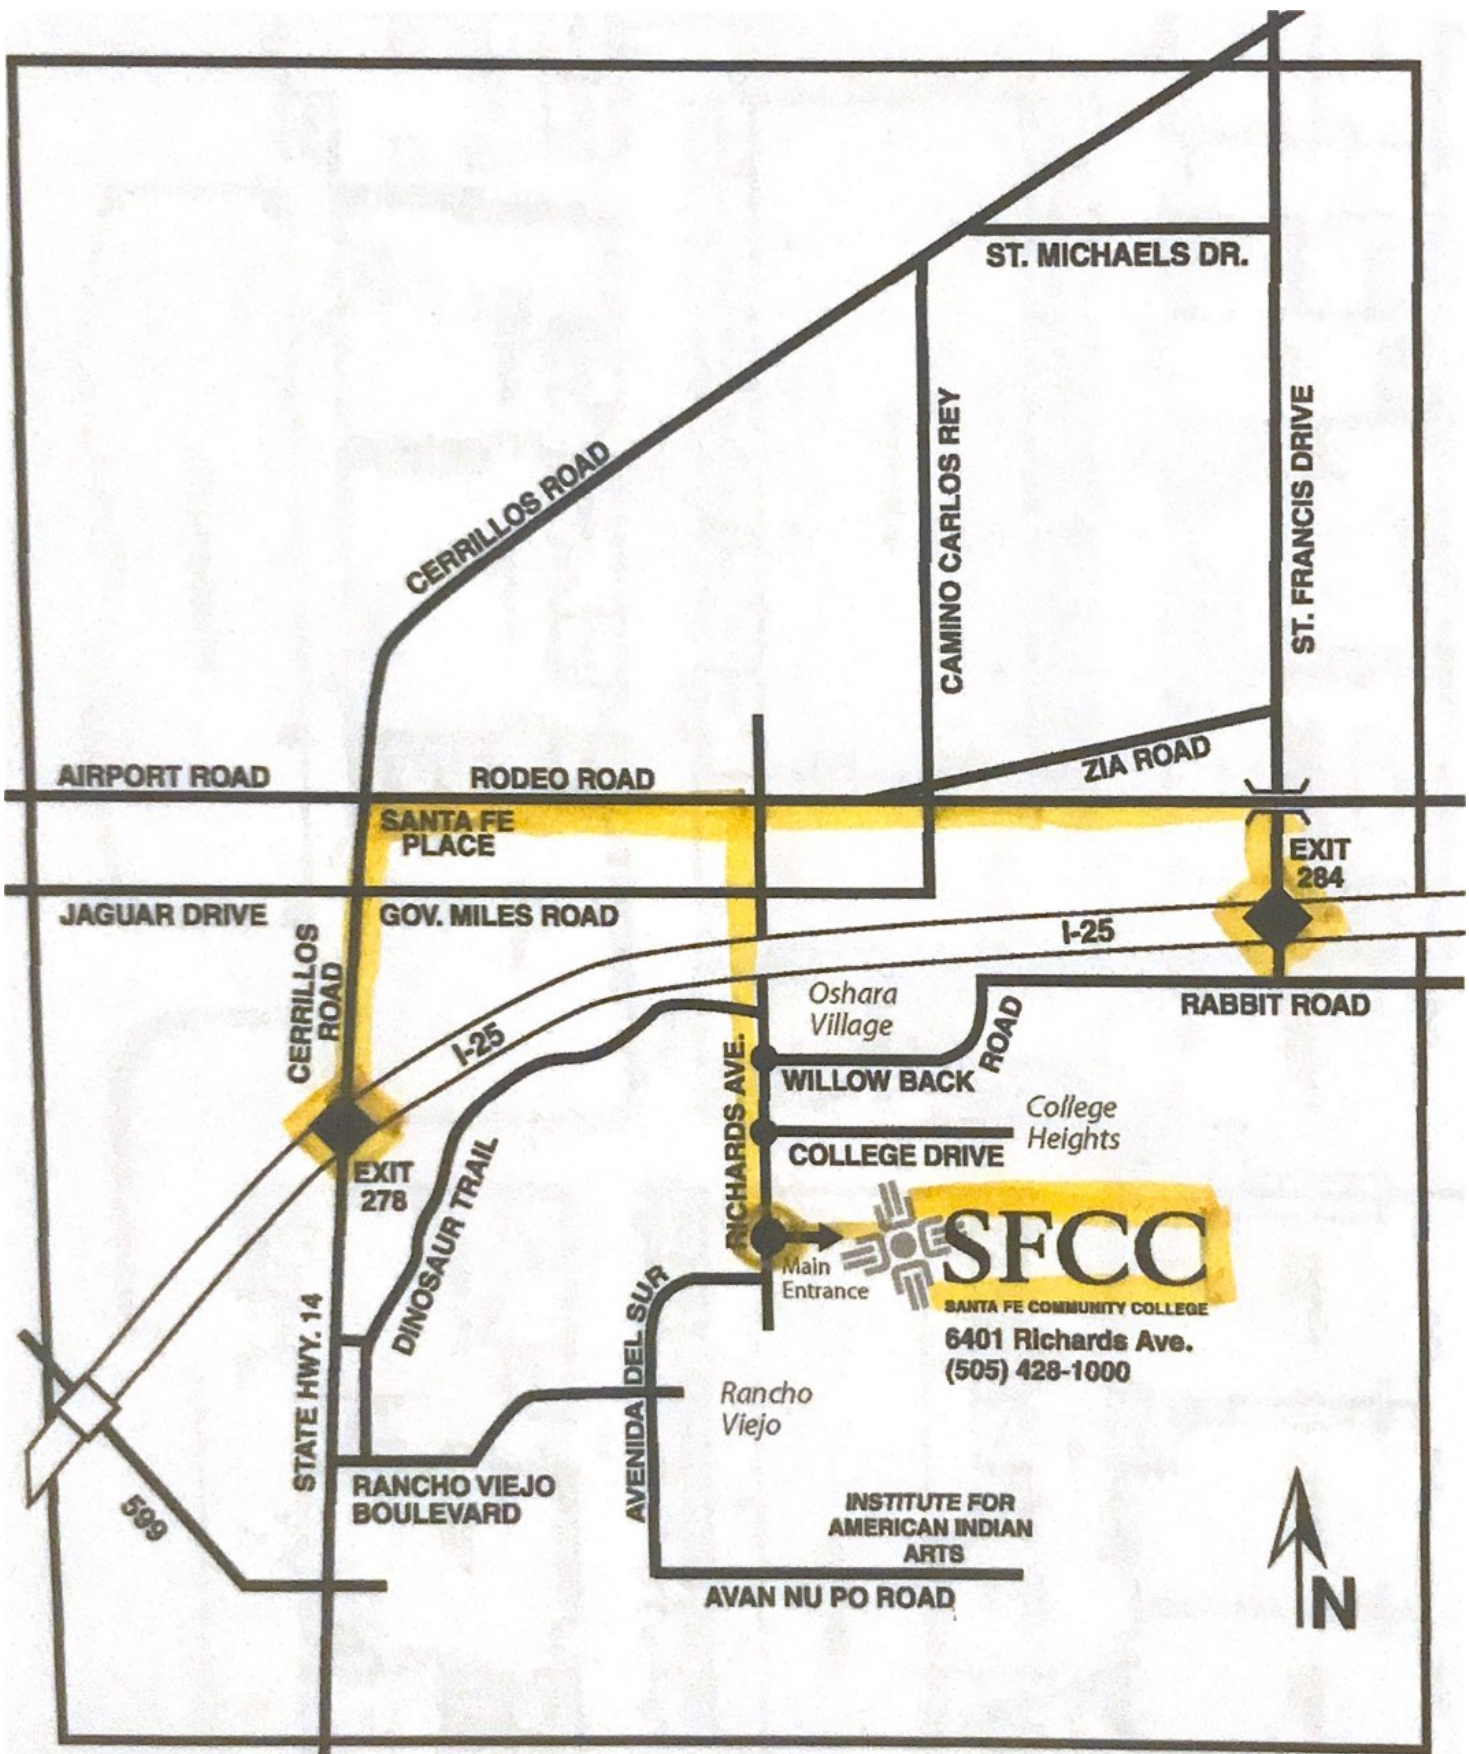 ST. MICHAELS DR.
CERRILLOS ROAD
CAMINO CARLOS REY
ST. FRANCIS DRIVE
ZIA ROAD
AIRPORT ROAD
RODEO ROAD
SANTA FE
PLACE
EXIT
284
JAGUAR DRIVE
GOV. MILES ROAD
CERRILLOS
ROAD
I-25
I-25
Oshara
Village
RABBIT ROAD
WILLOW BACK
ROAD
RICHARDS AVE.
College
Heights
COLLEGE DRIVE
EXIT
278
DINOSAUR TRAIL
SFCC
SANTA FE COMMUNITY COLLEGE
6401 Richards Ave.
(505) 428-1000
Main
Entrance
STATE HWY. 14
AVENIDA DEL SUR
Rancho
Viejo
RANCHO VIEJO
BOULEVARD
599
INSTITUTE FOR
AMERICAN INDIAN
ARTS
AVAN NU PO ROAD
N